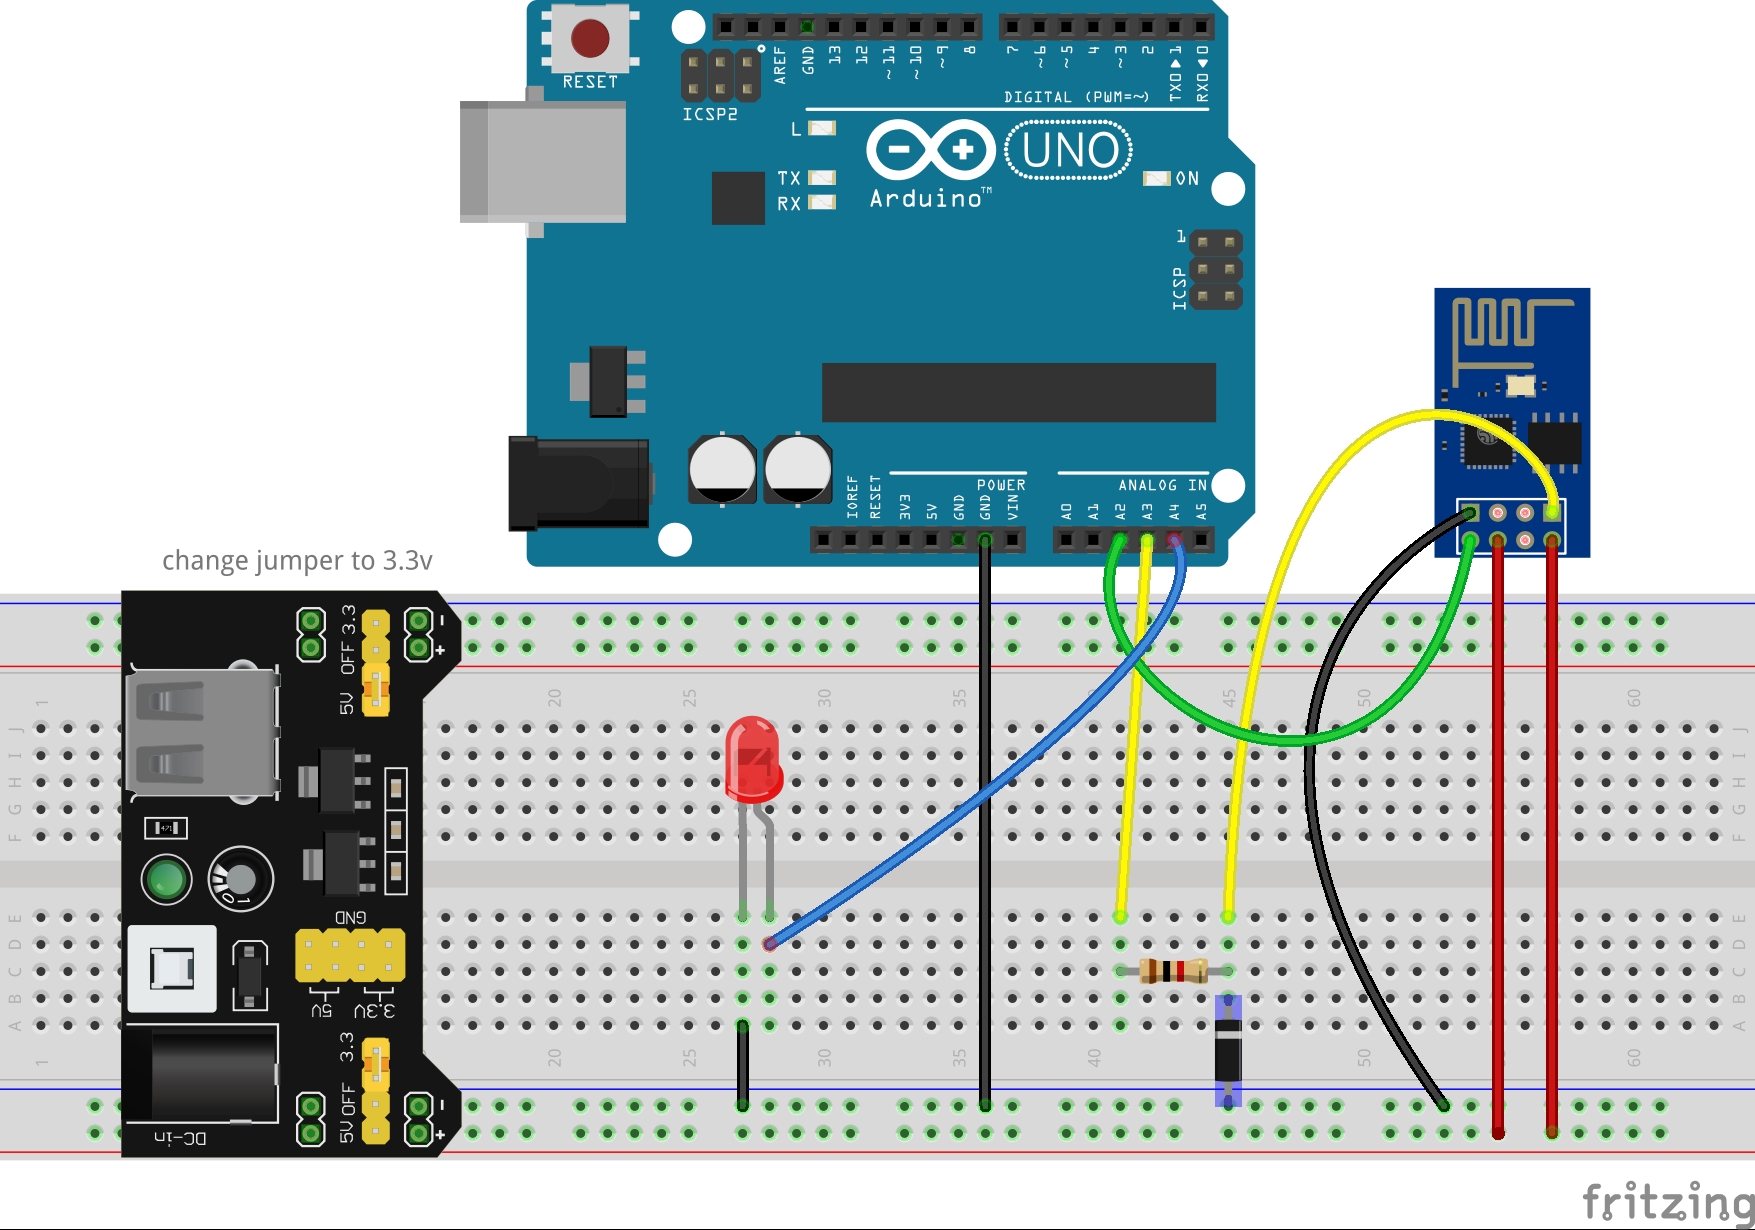 RESET
ICSP2
AREF
GND
13
12
~11
~10
~9
8
7
~6
~5
4
~3
2
TX0 ▶ 1
RX0 ◀ 0
DIGITAL (PWM=~)
L
TX
RX
UNO
Arduino™
ON
1
ICSP
POWER
ANALOG IN
IOREF
RESET
3V3
5V
GND
GND
VIN
A0
A1
A2
A3
A4
A5
change jumper to 3.3v
5V OFF 3.3
-
+
1
20
25
30
35
45
50
60
J
I
H
G
F
J
I
H
G
F
471
0 1
GND
5V
3.3V
E
D
C
B
A
E
D
C
B
A
1
20
25
30
35
40
50
60
5V OFF 3.3
-
+
DC-in
fritzing